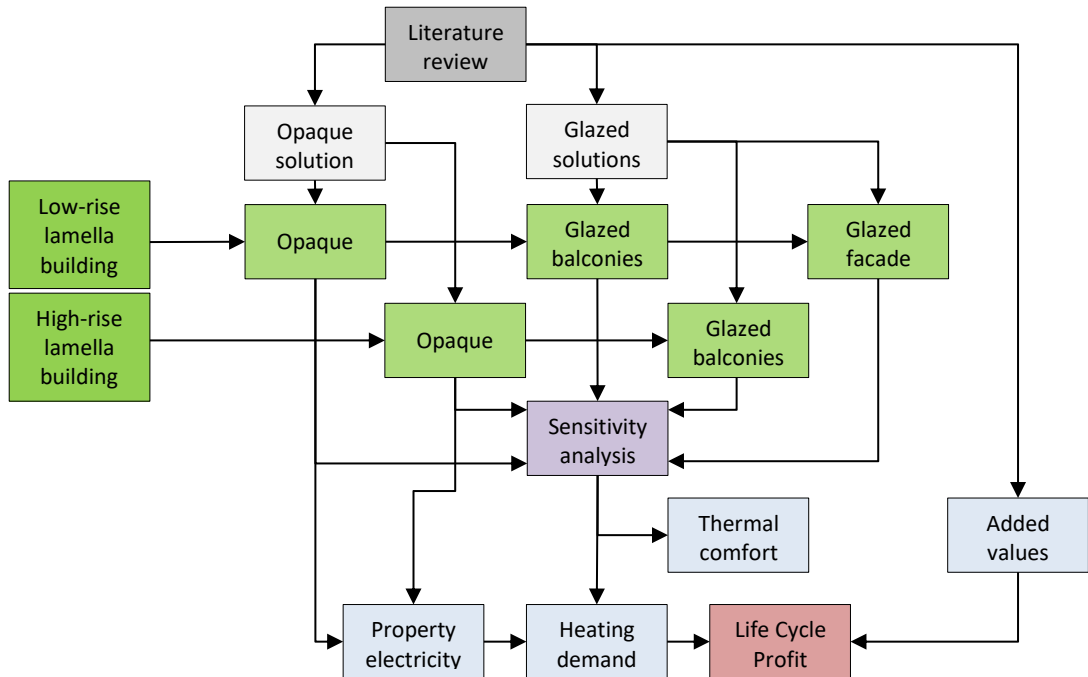 Literature
review
Opaque
solution
Glazed
solutions
Low-rise
lamella
building
Opaque
Glazed
balconies
Glazed
facade
High-rise
lamella
building
Opaque
Glazed
balconies
Sensitivity
analysis
Thermal
comfort
Added
values
Property
electricity
Heating
demand
Life Cycle
Profit